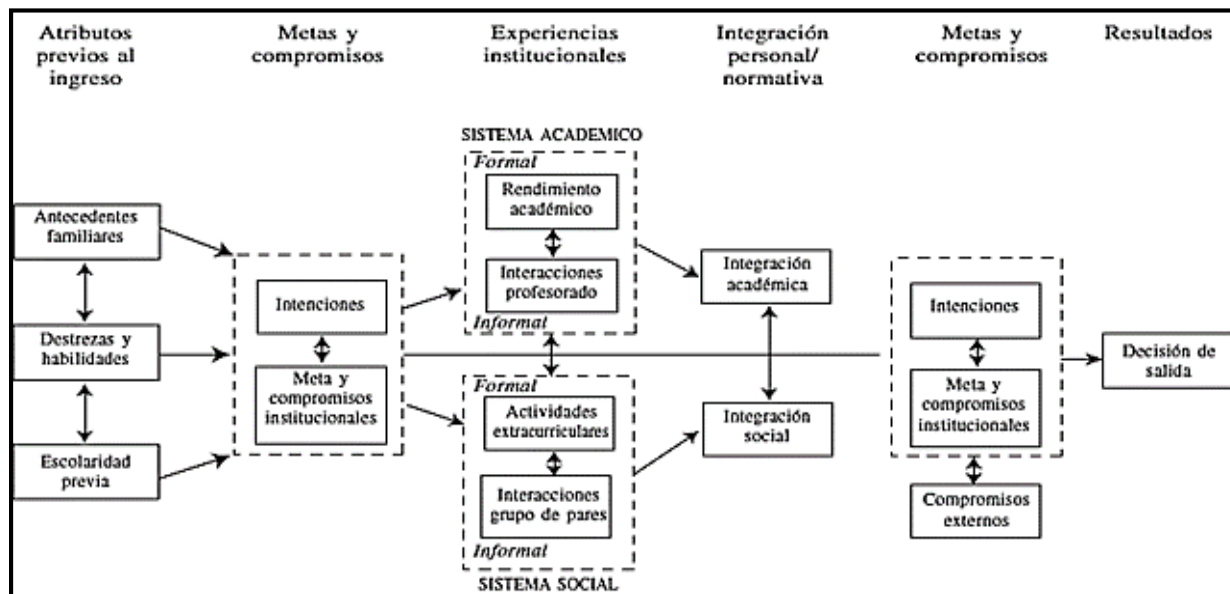 Atributos
previos al
ingreso
Metas y
compromisos
Experiencias
institucionales
Integración
personal/
normativa
Metas y
compromisos
Resultados
Antecedentes
familiares
Destrezas y
habilidades
Escolaridad
previa
Intenciones
Meta y
compromisos
institucionales
SISTEMA ACADEMICO
Formal
Rendimiento
académico
Interacciones
profesorado
Informal
Formal
Actividades
extracurriculares
Interacciones
grupo de pares
Informal
SISTEMA SOCIAL
Integración
académica
Integración
social
Intenciones
Meta y
compromisos
institucionales
Compromisos
externos
Decisión de
salida